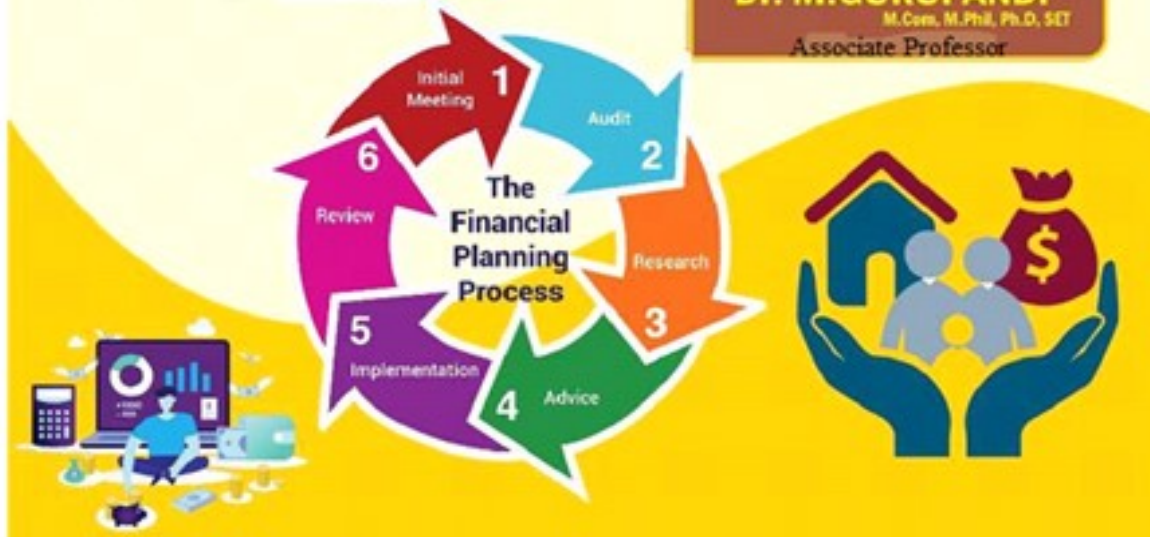 M.Com, M.Phil, Ph.D, SET
Associate Professor
Initial
Meeting
1
Audit
2
Research
3
Advice
4
Implementation
5
Review
6
The
Financial
Planning
Process
$